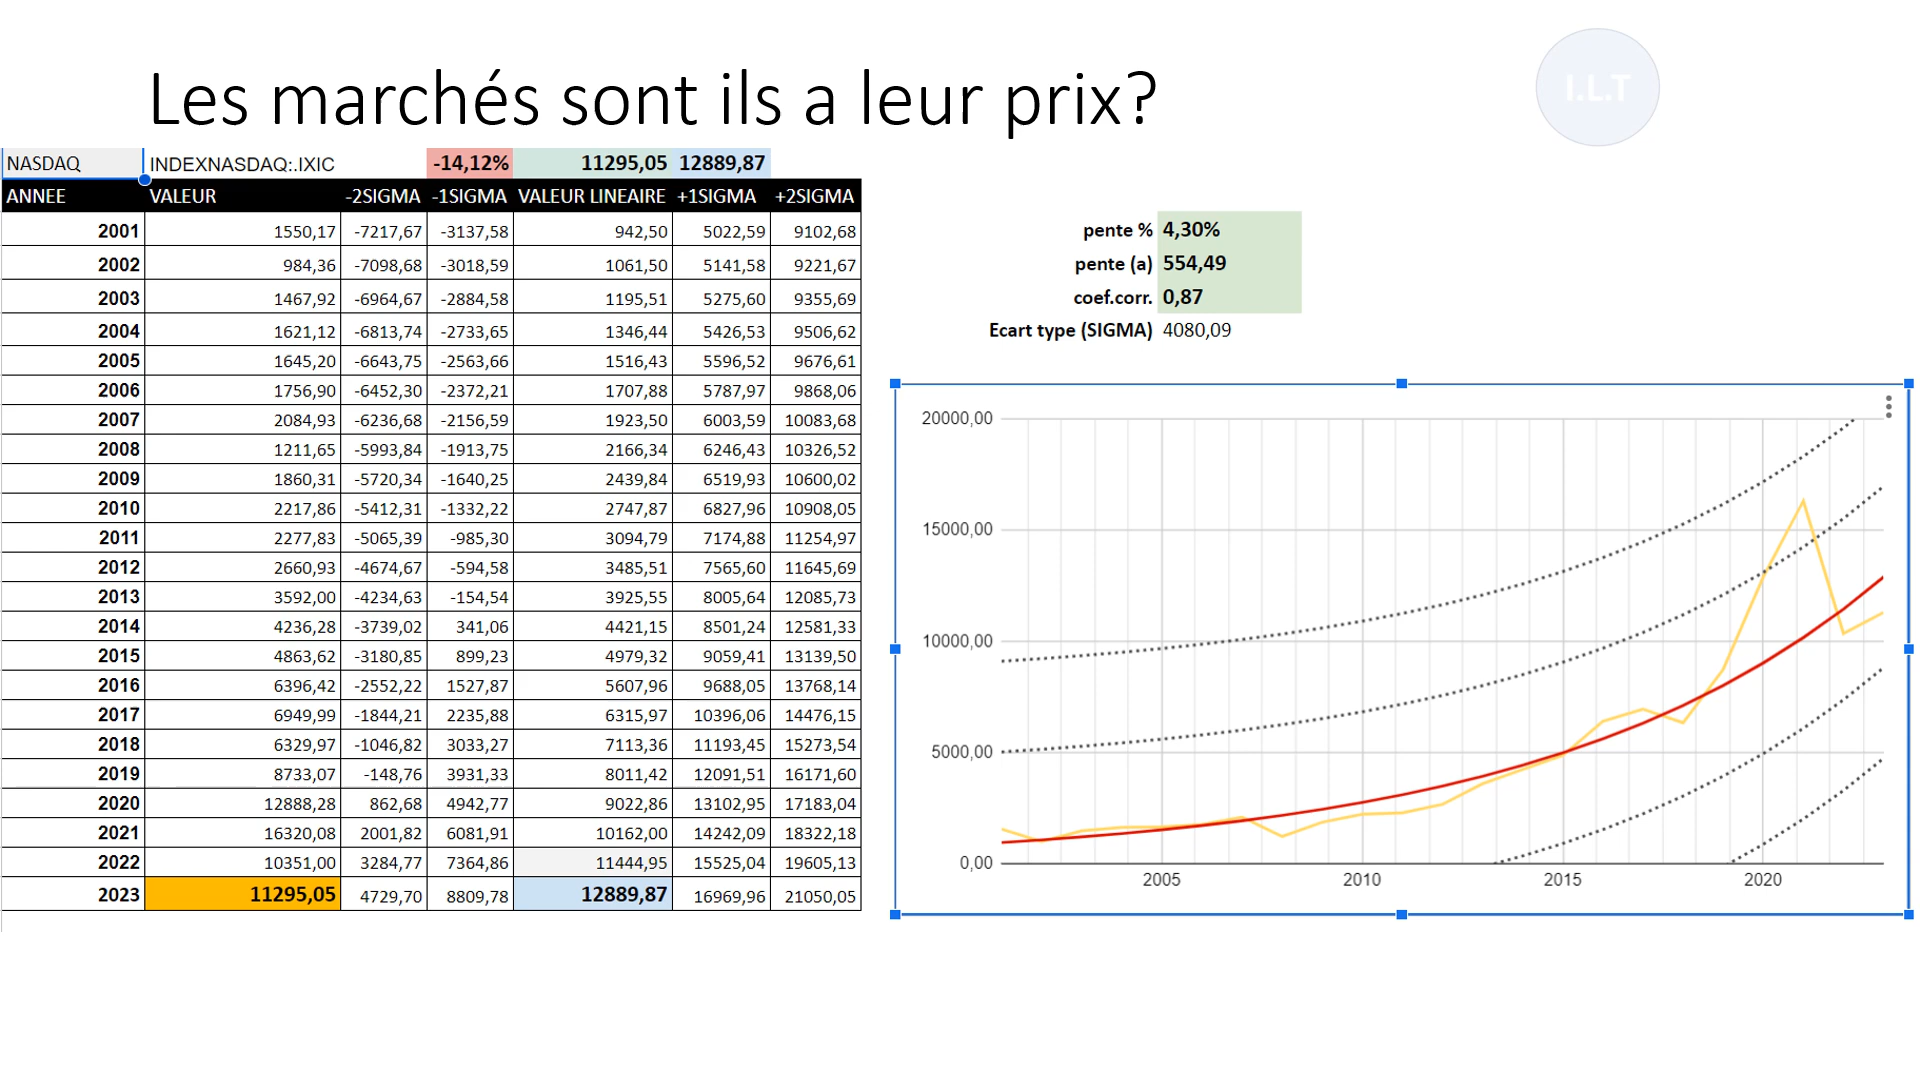 Les marchés sont ils a leur prix?
I.L.T
NASDAQ INDEXNASDAQ:.IXIC -14,12% 11295,05 12889,87
ANNEE VALEUR -2SIGMA -1SIGMA VALEUR LINEAIRE +1SIGMA +2SIGMA
2001 1550,17 -7217,67 -3137,58 942,50 5022,59 9102,68
2002 984,36 -7098,68 -3018,59 1061,50 5141,58 9221,67
2003 1467,92 -6964,67 -2884,58 1195,51 5275,60 9355,69
2004 1621,12 -6813,74 -2733,65 1346,44 5426,53 9506,62
2005 1645,20 -6643,75 -2563,66 1516,43 5596,52 9676,61
2006 1756,90 -6452,30 -2372,21 1707,88 5787,97 9868,06
2007 2084,93 -6236,68 -2156,59 1923,50 6003,59 10083,68
2008 1211,65 -5993,84 -1913,75 2166,34 6246,43 10326,52
2009 1860,31 -5720,34 -1640,25 2439,84 6519,93 10600,02
2010 2217,86 -5412,31 -1332,22 2747,87 6827,96 10908,05
2011 2277,83 -5065,39 -985,30 3094,79 7174,88 11254,97
2012 2660,93 -4674,67 -594,58 3485,51 7565,60 11645,69
2013 3592,00 -4234,63 -154,54 3925,55 8005,64 12085,73
2014 4236,28 -3739,02 341,06 4421,15 8501,24 12581,33
2015 4863,62 -3180,85 899,23 4979,32 9059,41 13139,50
2016 6396,42 -2552,22 1527,87 5607,96 9688,05 13768,14
2017 6949,99 -1844,21 2235,88 6315,97 10396,06 14476,15
2018 6329,97 -1046,82 3033,27 7113,36 11193,45 15273,54
2019 8733,07 -148,76 3931,33 8011,42 12091,51 16171,60
2020 12888,28 862,68 4942,77 9022,86 13102,95 17183,04
2021 16320,08 2001,82 6081,91 10162,00 14242,09 18322,18
2022 10351,00 3284,77 7364,86 11444,95 15525,04 19605,13
2023 11295,05 4729,70 8809,78 12889,87 16969,96 21050,05
pente % 4,30%
pente (a) 554,49
coef.corr. 0,87
Ecart type (SIGMA) 4080,09
20000,00
15000,00
10000,00
5000,00
0,00
2005 2010 2015 2020